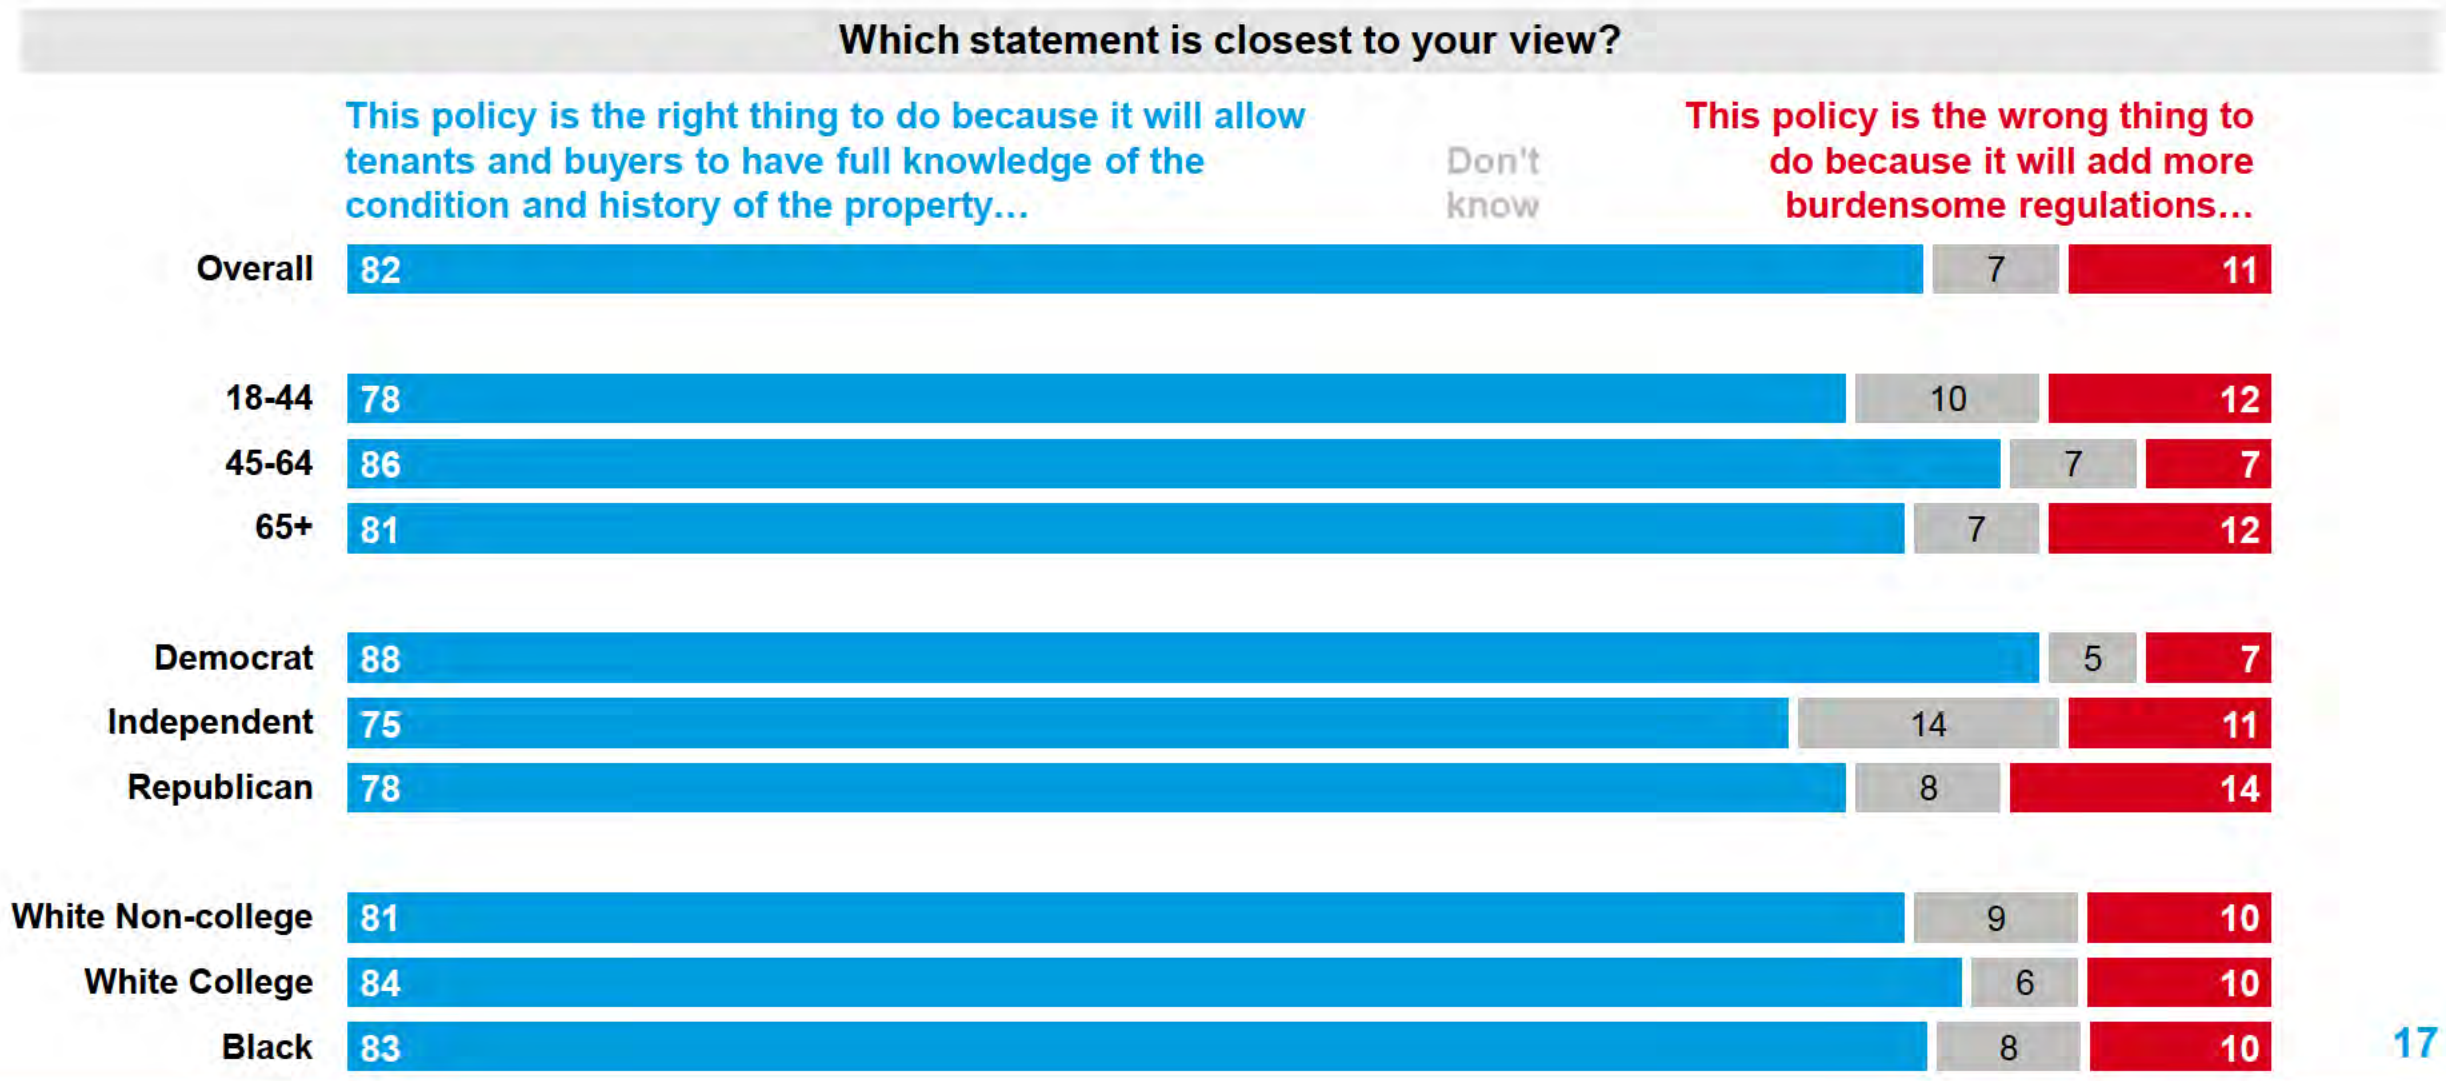 Which statement is closest to your view?
This policy is the right thing to do because it will allow
tenants and buyers to have full knowledge of the
condition and history of the property...
Don't
know
This policy is the wrong thing to
do because it will add more
burdensome regulations...
Overall 82 7 11
18-44 78 10 12
45-64 86 7 7
65+ 81 7 12
Democrat 88 5 7
Independent 75 14 11
Republican 78 8 14
White Non-college 81 9 10
White College 84 6 10
Black 83 8 10
17